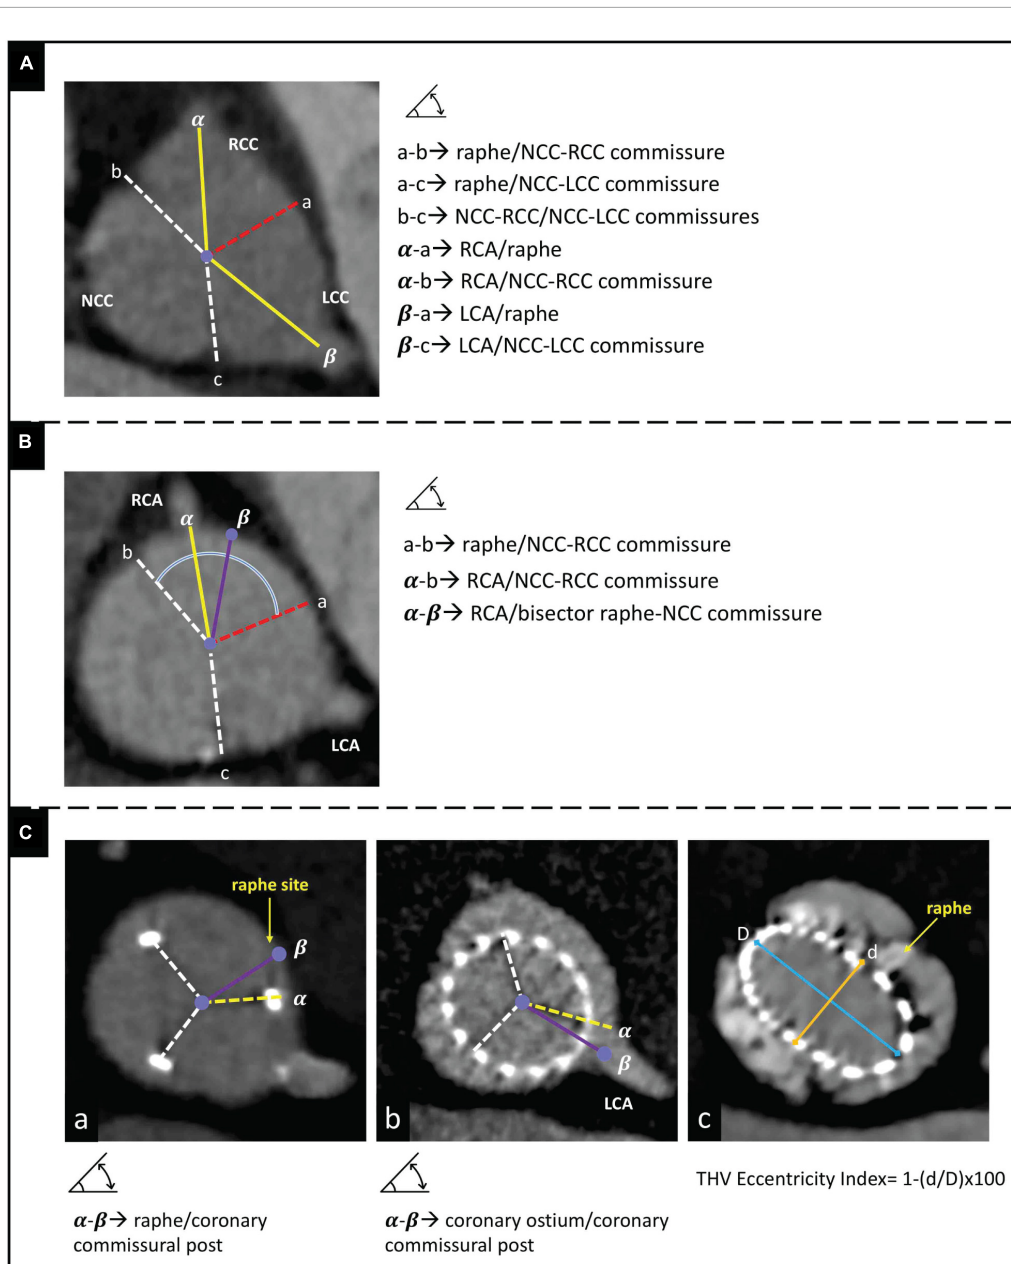 A
α
RCC
b
a
NCC
LCC
β
c
a-b→ raphe/NCC-RCC commissure
a-c→ raphe/NCC-LCC commissure
b-c→ NCC-RCC/NCC-LCC commissures
α-a→ RCA/raphe
α-b→ RCA/NCC-RCC commissure
β-a→ LCA/raphe
β-c→ LCA/NCC-LCC commissure
B
RCA
α
β
b
a
LCA
c
a-b→ raphe/NCC-RCC commissure
α-b→ RCA/NCC-RCC commissure
α-β→ RCA/bisector raphe-NCC commissure
C
raphe site
β
α
a
α
β
LCA
b
raphe
D
d
c
α-β→ raphe/coronary
commissural post
α-β→ coronary ostium/coronary
commissural post
THV Eccentricity Index= 1-(d/D)x100